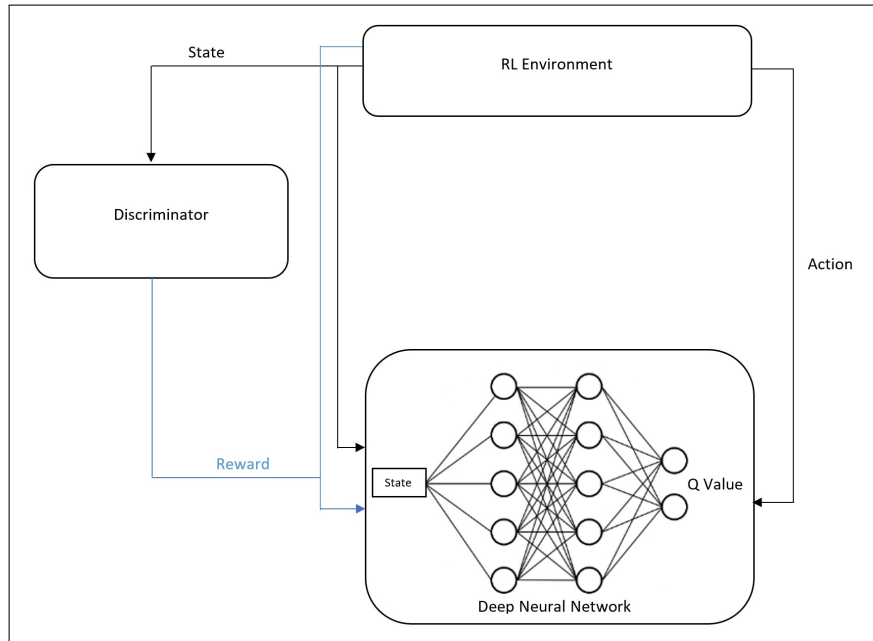 State
RL Environment
Discriminator
Action
Reward
State
Q Value
Deep Neural Network